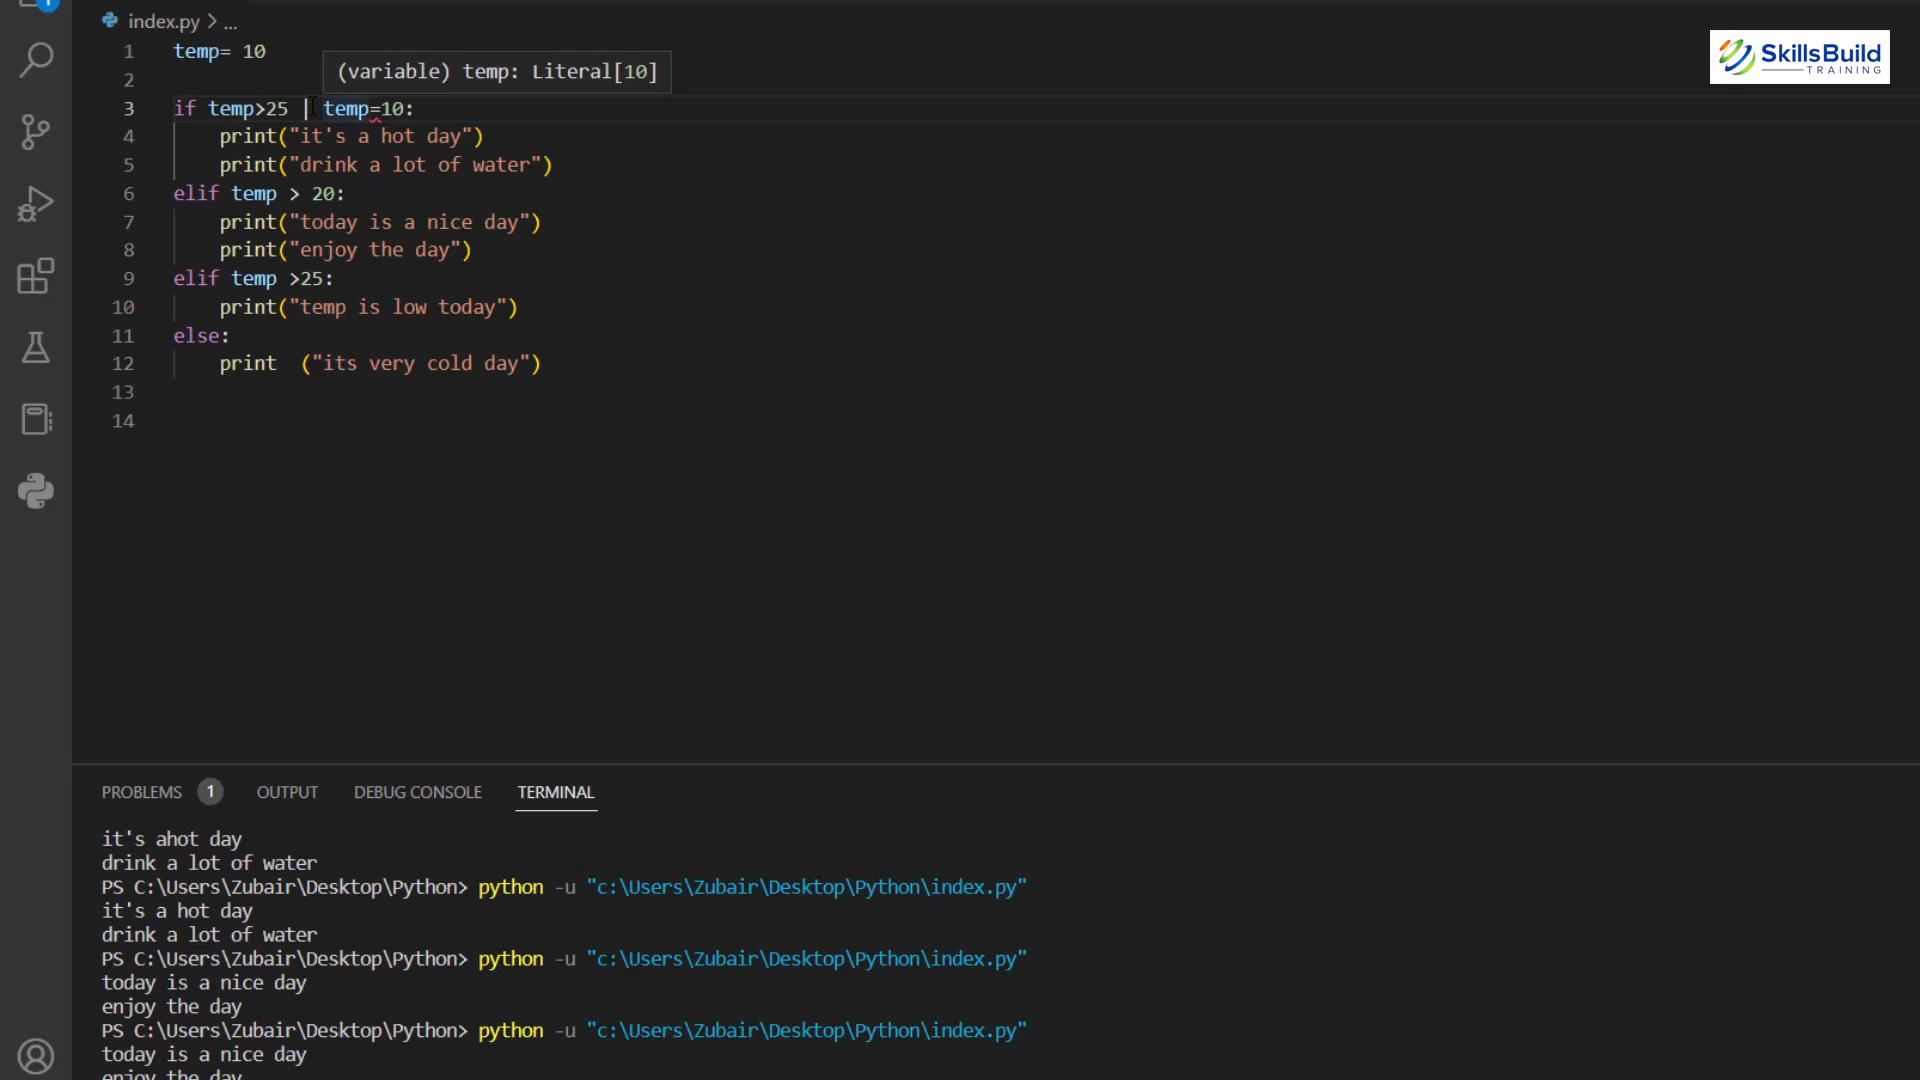 1
index.py > ...
SkillsBuild
TRAINING
1 temp= 10
(variable) temp: Literal[10]
2
3 if temp>25 | temp=10:
4 print("it's a hot day")
5 print("drink a lot of water")
6 elif temp > 20:
7 print("today is a nice day")
8 print("enjoy the day")
9 elif temp >25:
10 print("temp is low today")
11 else:
12 print  ("its very cold day")
13
14
PROBLEMS 1 OUTPUT DEBUG CONSOLE TERMINAL
it's ahot day
drink a lot of water
PS C:\Users\Zubair\Desktop\Python> python -u "c:\Users\Zubair\Desktop\Python\index.py"
it's a hot day
drink a lot of water
PS C:\Users\Zubair\Desktop\Python> python -u "c:\Users\Zubair\Desktop\Python\index.py"
today is a nice day
enjoy the day
PS C:\Users\Zubair\Desktop\Python> python -u "c:\Users\Zubair\Desktop\Python\index.py"
today is a nice day
enjoy the day